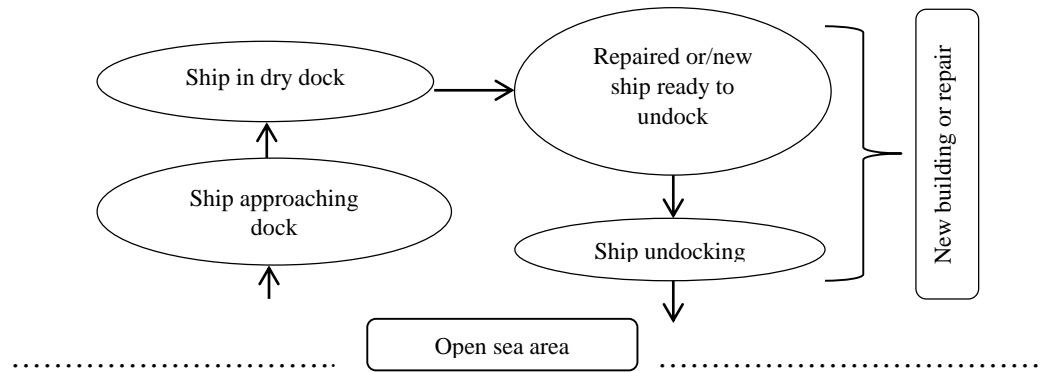 Ship in dry dock
Repaired or/new
ship ready to
undock
Ship approaching
dock
Ship undocking
New building or repair
Open sea area